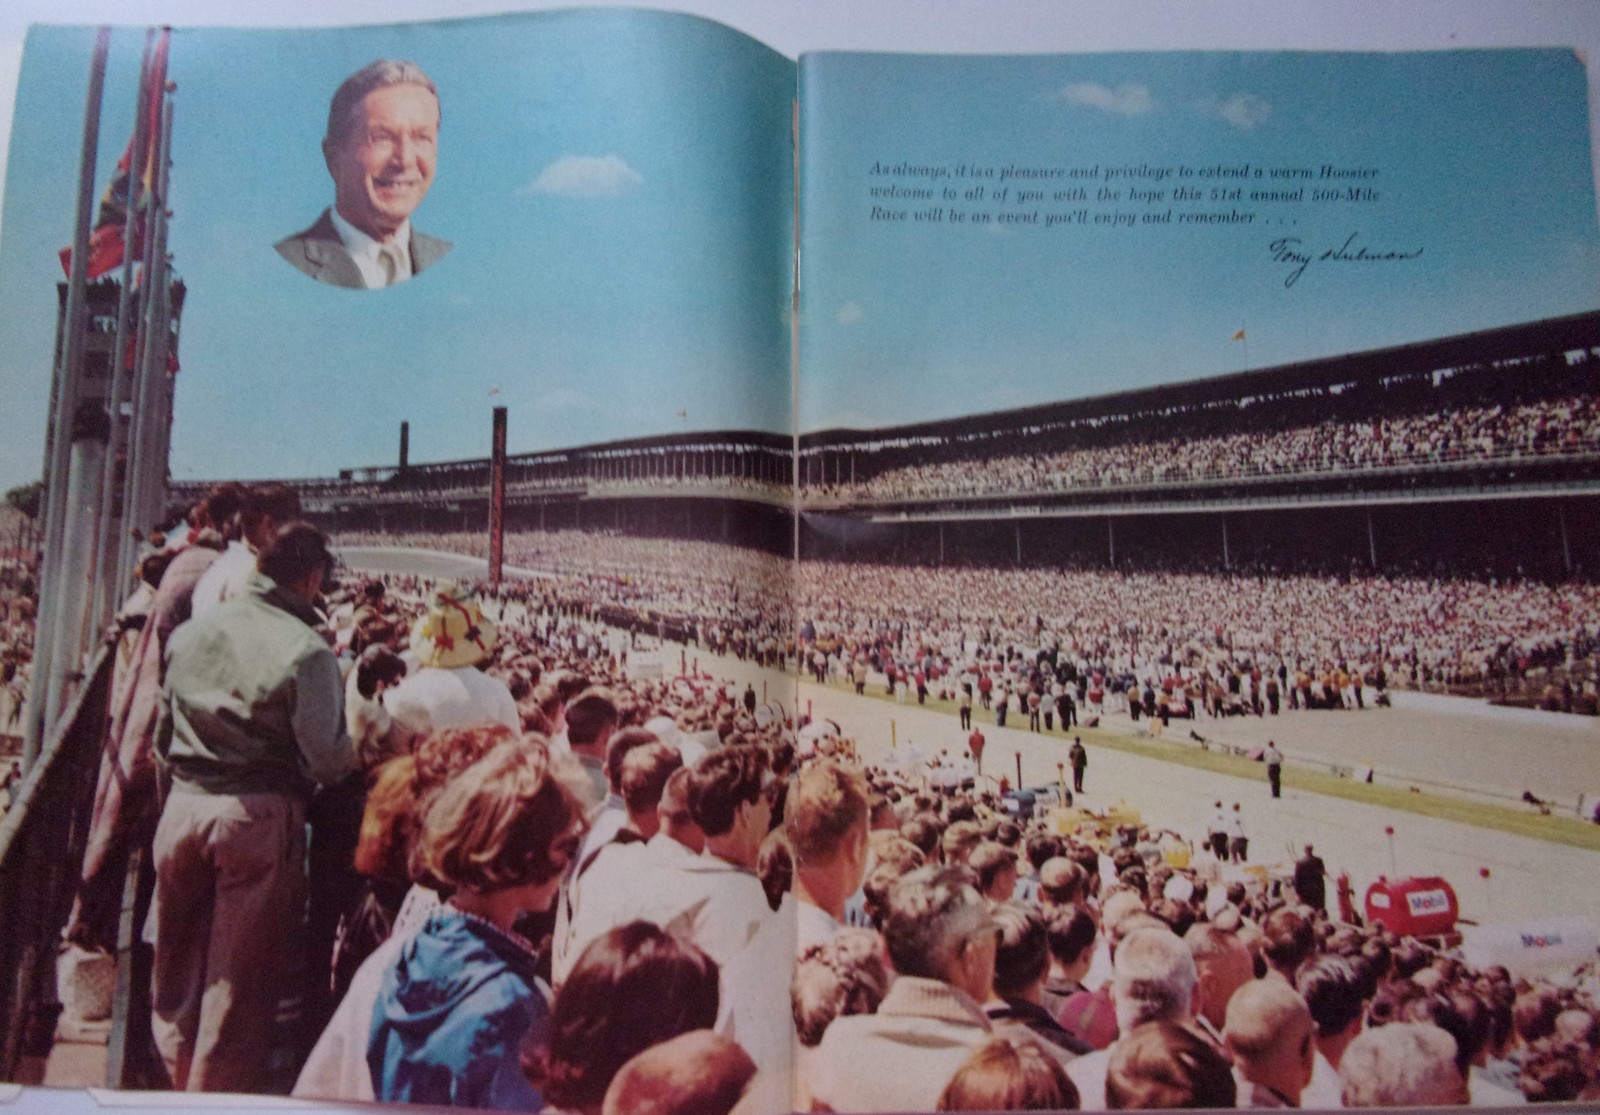 As always, it is a pleasure and privilege to extend a warm Hoosier
welcome to all of you with the hope this 51st annual 500-Mile
Race will be an event you'll enjoy and remember . . .
Tony Hulman
Mobil
Mobil